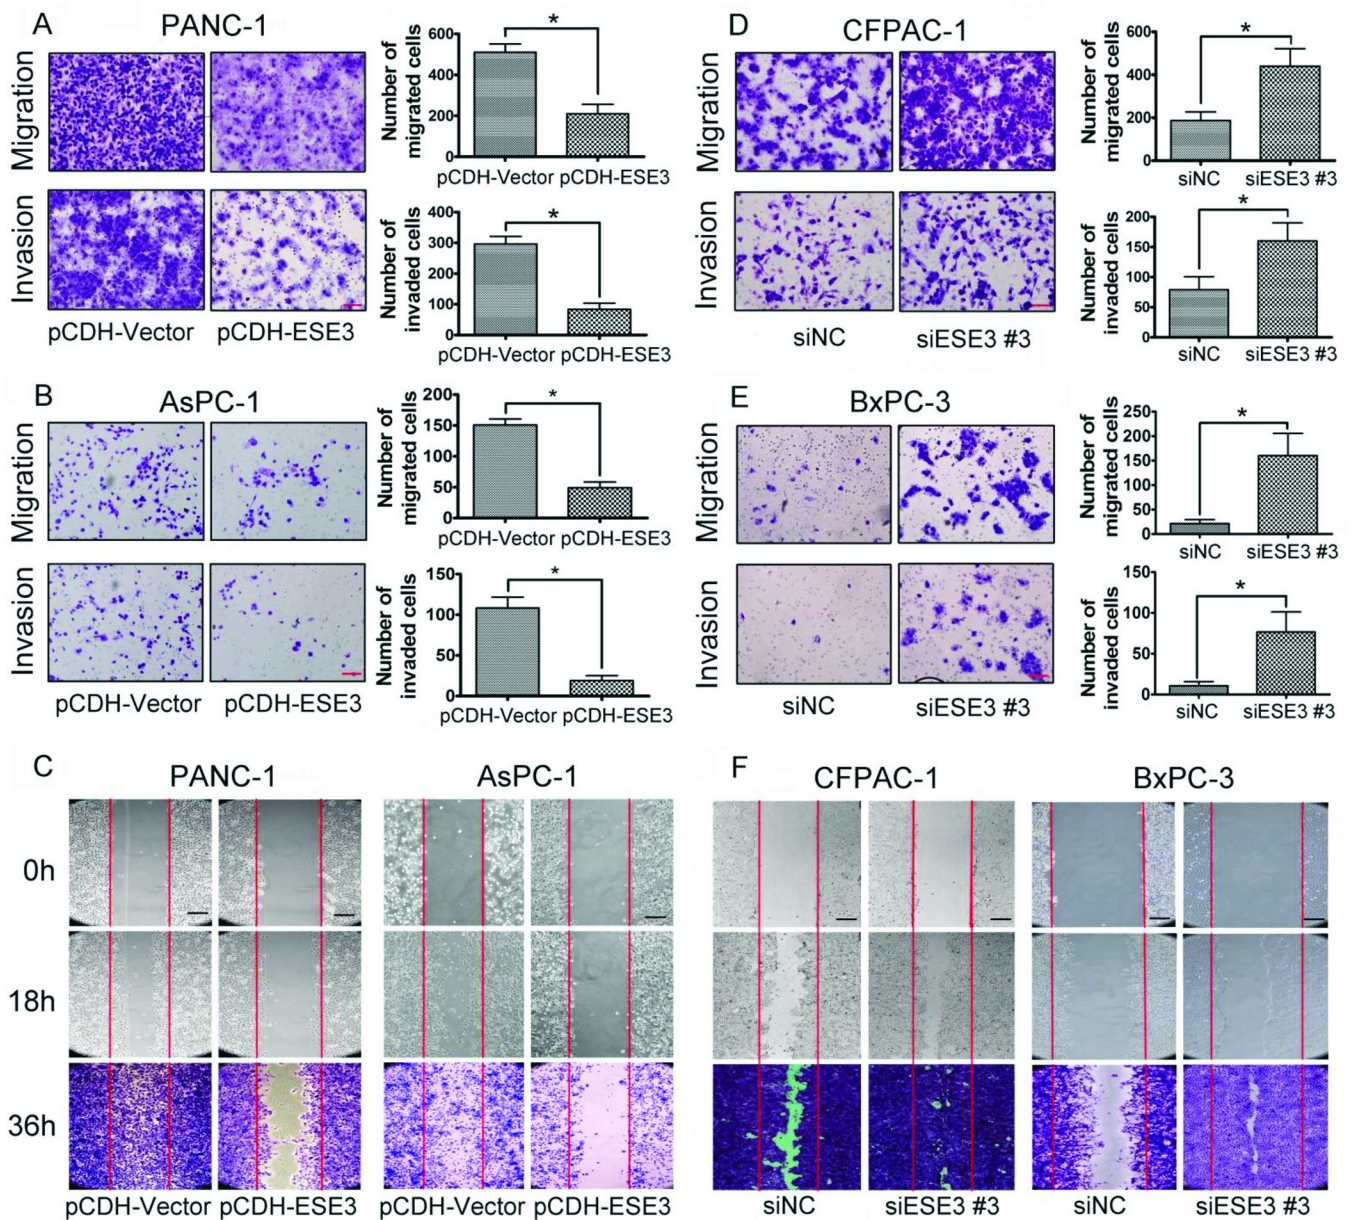 A
PANC-1
Migration
Invasion
pCDH-Vector
pCDH-ESE3
Number of
migrated cells
600
400
200
0
*
pCDH-Vector
pCDH-ESE3
Number of
invaded cells
400
300
200
100
0
*
pCDH-Vector
pCDH-ESE3
D
CFPAC-1
Migration
Invasion
siNC
siESE3 #3
Number of
migrated cells
600
400
200
0
*
siNC
siESE3 #3
Number of
invaded cells
200
150
100
50
0
*
siNC
siESE3 #3
B
AsPC-1
Migration
Invasion
pCDH-Vector
pCDH-ESE3
Number of
migrated cells
200
150
100
50
0
*
pCDH-Vector
pCDH-ESE3
Number of
invaded cells
150
100
50
0
*
pCDH-Vector
pCDH-ESE3
E
BxPC-3
Migration
Invasion
siNC
siESE3 #3
Number of
migrated cells
250
200
150
100
50
0
*
siNC
siESE3 #3
Number of
invaded cells
150
100
50
0
*
siNC
siESE3 #3
C
PANC-1
AsPC-1
0h
18h
36h
pCDH-Vector
pCDH-ESE3
pCDH-Vector
pCDH-ESE3
F
CFPAC-1
BxPC-3
siNC
siESE3 #3
siNC
siESE3 #3